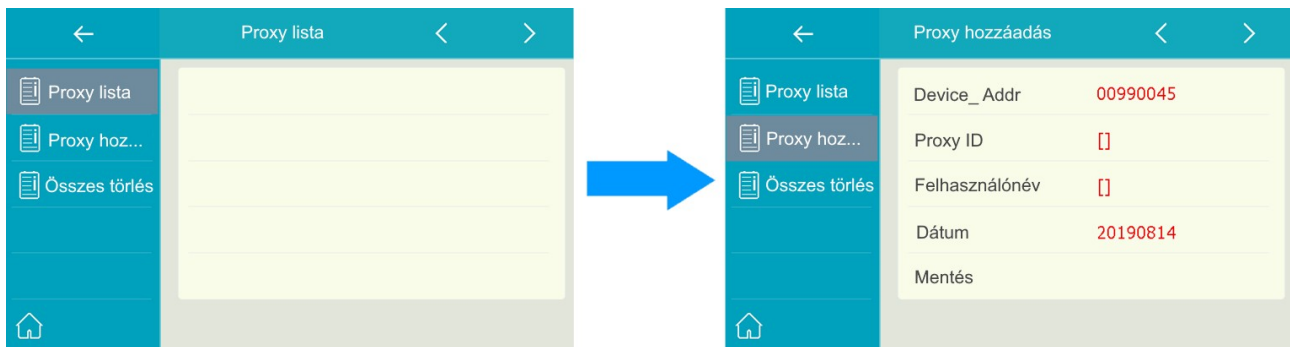 Proxy lista
Proxy lista
Proxy hoz...
Összes törlés
Proxy hozzáadás
Proxy lista
Proxy hoz...
Összes törlés
Device_ Addr 00990045
Proxy ID []
Felhasználónév []
Dátum 20190814
Mentés